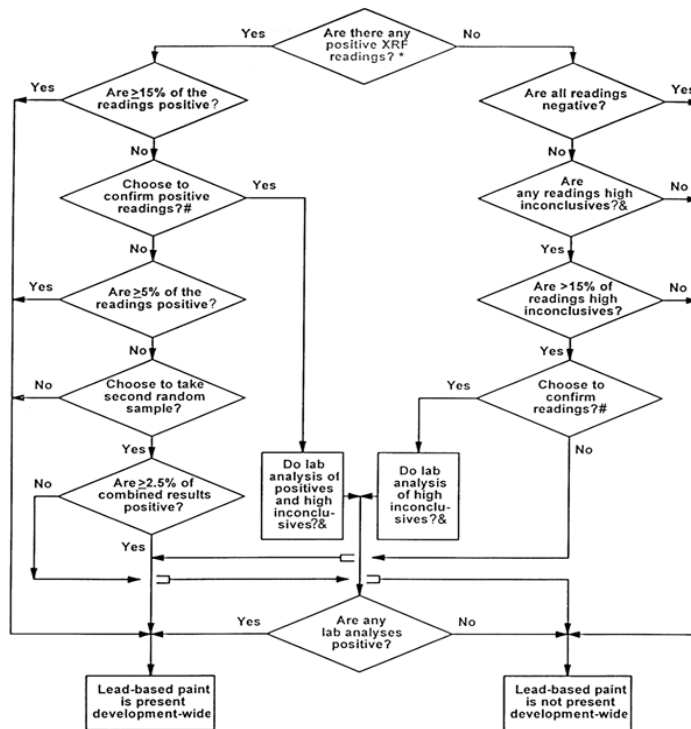 Are there any
positive XRF
readings? *
Yes
No
Are ≥15% of the
readings positive?
Yes
No
Are all readings
negative?
Yes
No
Choose to
confirm positive
readings?#
Yes
No
Are
any readings high
inconclusives?&
No
Yes
Are ≥5% of the
readings positive?
Yes
No
Are >15% of
readings high
inconclusives?
No
Yes
Choose to take
second random
sample?
No
Yes
Choose to
confirm
readings?#
Yes
No
Are ≥2.5% of
combined results
positive?
No
Yes
Do lab
analysis of
positives
and high
inconclu-
sives?&
Do lab
analysis
of high
inconclu-
sives?&
Are any
lab analyses
positive?
Yes
No
Lead-based paint
is present
development-wide
Lead-based paint
is not present
development-wide